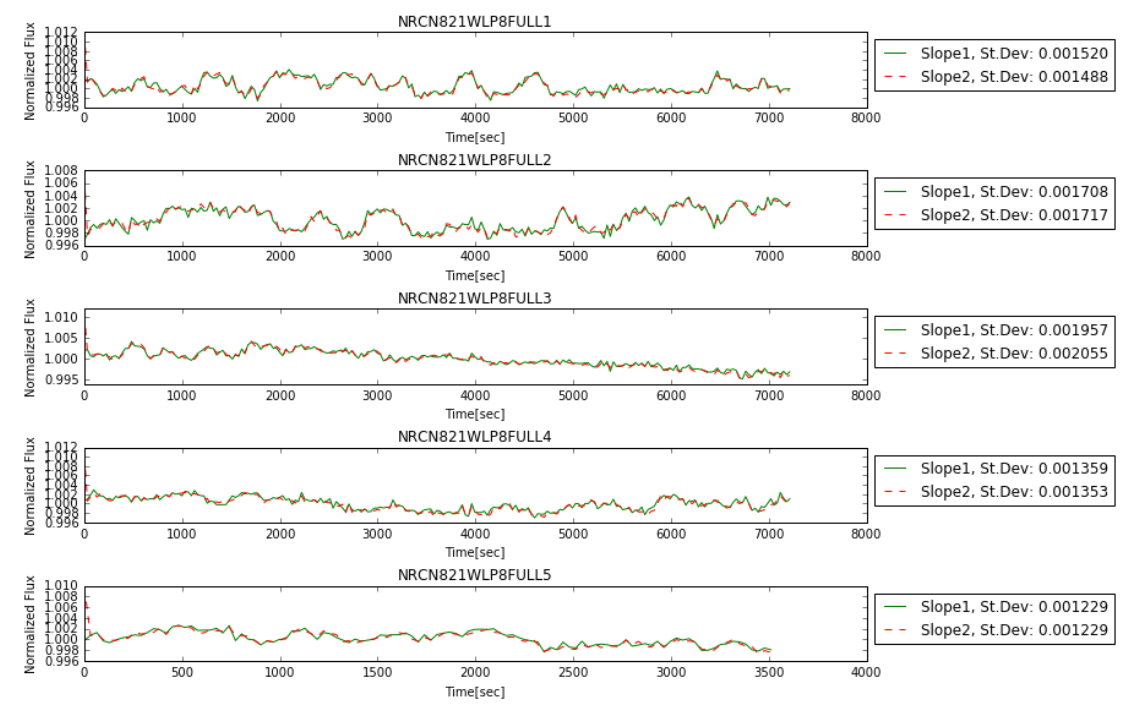 NRCN821WLP8FULL1
Normalized Flux
1.012
1.010
1.008
1.006
1.004
1.002
1.000
0.998
0.996
0 1000 2000 3000 4000 5000 6000 7000 8000
Time[sec]
Slope1, St.Dev: 0.001520
Slope2, St.Dev: 0.001488
NRCN821WLP8FULL2
Normalized Flux
1.008
1.006
1.004
1.002
1.000
0.998
0.996
0 1000 2000 3000 4000 5000 6000 7000 8000
Time[sec]
Slope1, St.Dev: 0.001708
Slope2, St.Dev: 0.001717
NRCN821WLP8FULL3
Normalized Flux
1.010
1.005
1.000
0.995
0 1000 2000 3000 4000 5000 6000 7000 8000
Time[sec]
Slope1, St.Dev: 0.001957
Slope2, St.Dev: 0.002055
NRCN821WLP8FULL4
Normalized Flux
1.012
1.010
1.008
1.006
1.004
1.002
1.000
0.998
0.996
0 1000 2000 3000 4000 5000 6000 7000 8000
Time[sec]
Slope1, St.Dev: 0.001359
Slope2, St.Dev: 0.001353
NRCN821WLP8FULL5
Normalized Flux
1.010
1.008
1.006
1.004
1.002
1.000
0.998
0.996
0 500 1000 1500 2000 2500 3000 3500 4000
Time[sec]
Slope1, St.Dev: 0.001229
Slope2, St.Dev: 0.001229